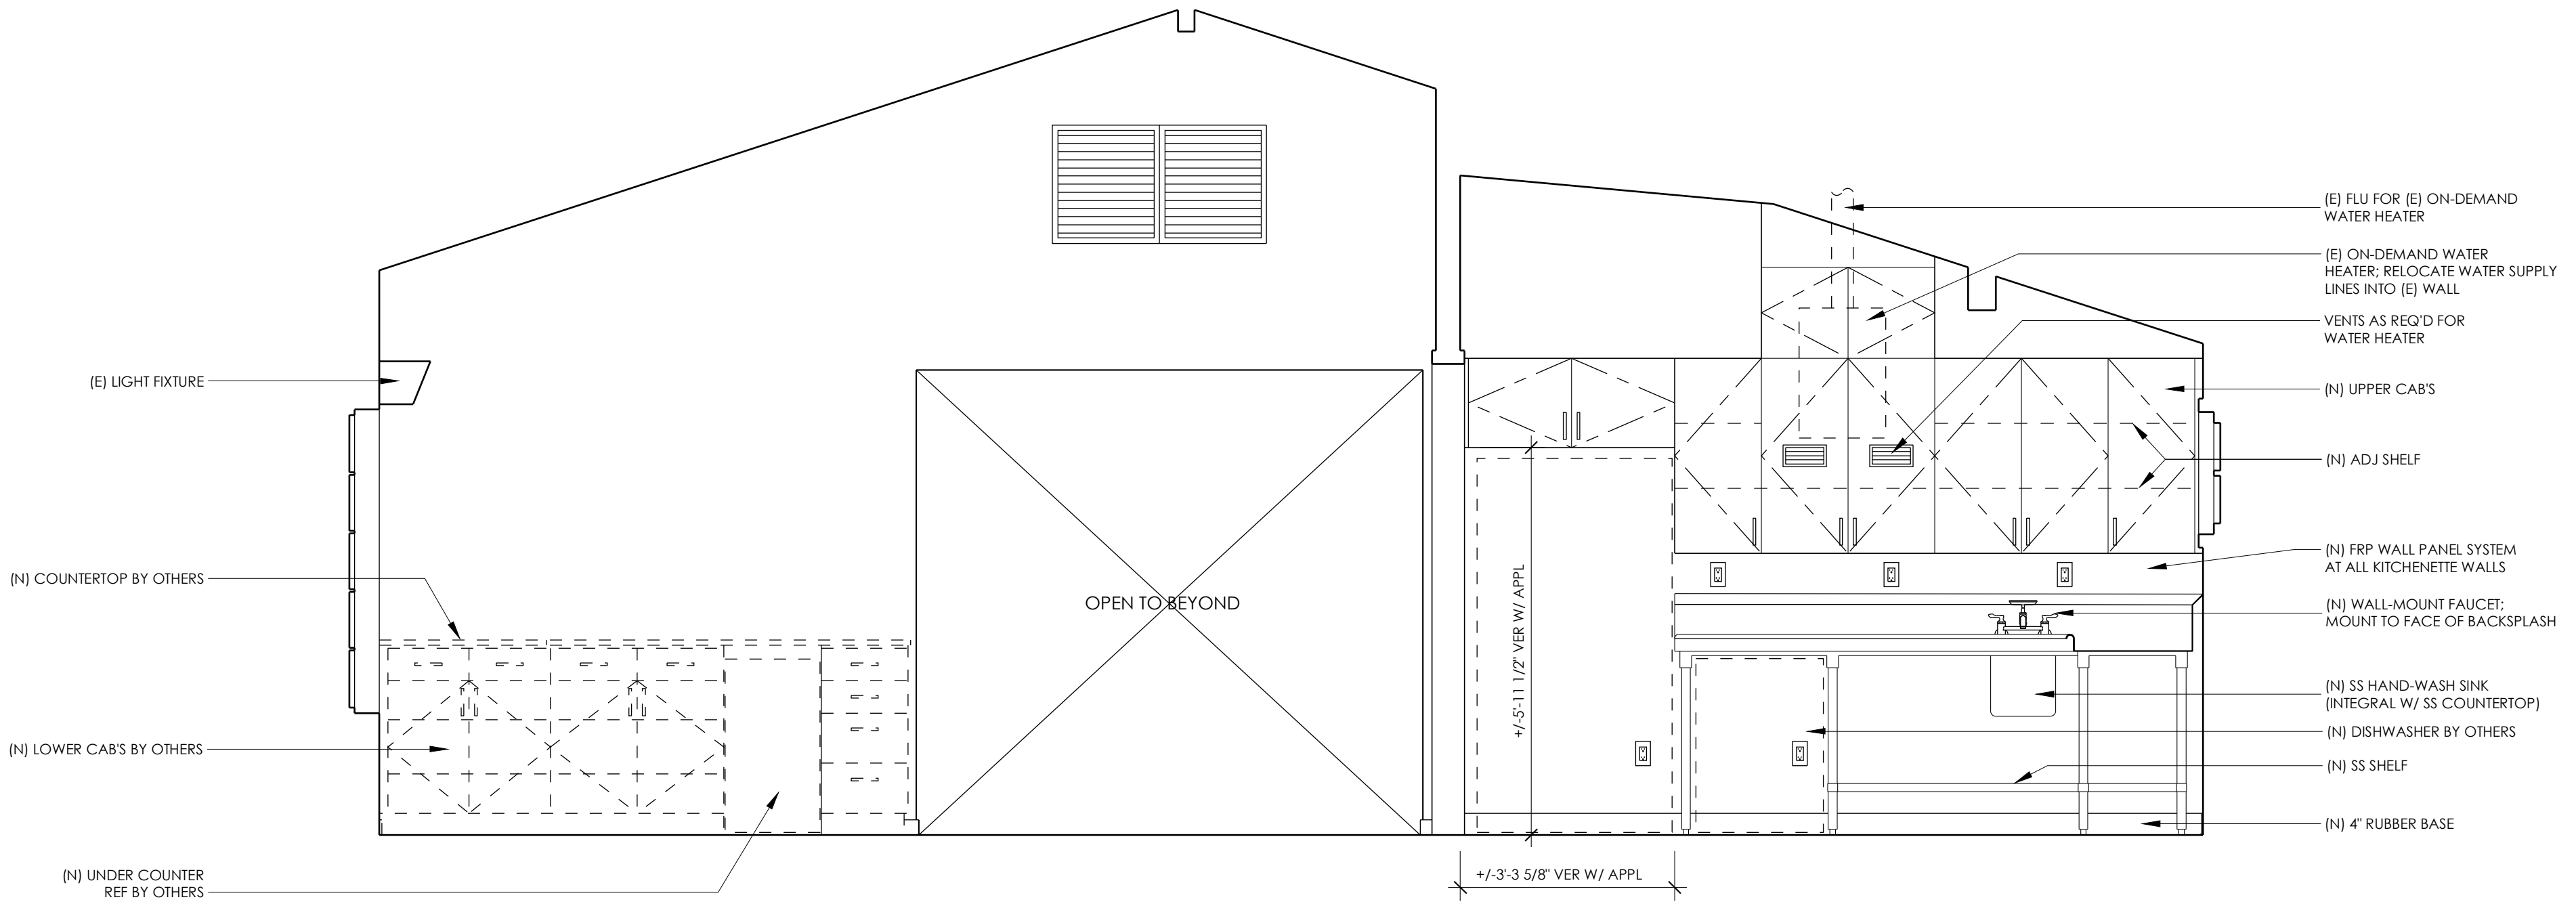 (E) LIGHT FIXTURE
(N) COUNTERTOP BY OTHERS
(N) LOWER CAB'S BY OTHERS
(N) UNDER COUNTER
REF BY OTHERS
OPEN TO BEYOND
+/-5'-11 1/2" VER W/ APPL
+/-3'-3 5/8" VER W/ APPL
(E) FLU FOR (E) ON-DEMAND
WATER HEATER
(E) ON-DEMAND WATER
HEATER; RELOCATE WATER SUPPLY
LINES INTO (E) WALL
VENTS AS REQ'D FOR
WATER HEATER
(N) UPPER CAB'S
(N) ADJ SHELF
(N) FRP WALL PANEL SYSTEM
AT ALL KITCHENETTE WALLS
(N) WALL-MOUNT FAUCET;
MOUNT TO FACE OF BACKSPLASH
(N) SS HAND-WASH SINK
(INTEGRAL W/ SS COUNTERTOP)
(N) DISHWASHER BY OTHERS
(N) SS SHELF
(N) 4" RUBBER BASE